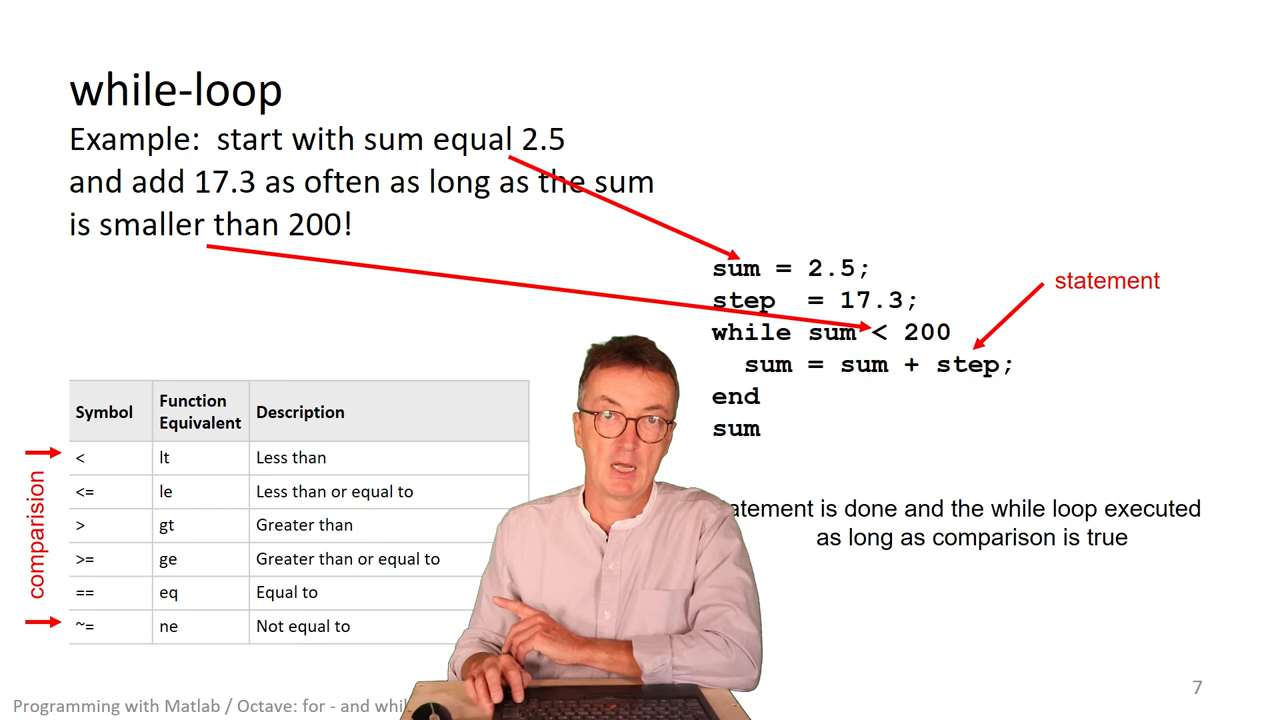 while-loop
Example:  start with sum equal 2.5
and add 17.3 as often as long as the sum
is smaller than 200!
sum = 2.5;
step  = 17.3;
while sum < 200
  sum = sum + step;
end
sum
statement
Symbol Function Equivalent Description
< lt Less than
<= le Less than or equal to
> gt Greater than
>= ge Greater than or equal to
== eq Equal to
~= ne Not equal to
comparision
is done and the while loop executed
as long as comparison is true
Programming with Matlab / Octave: for - and
7